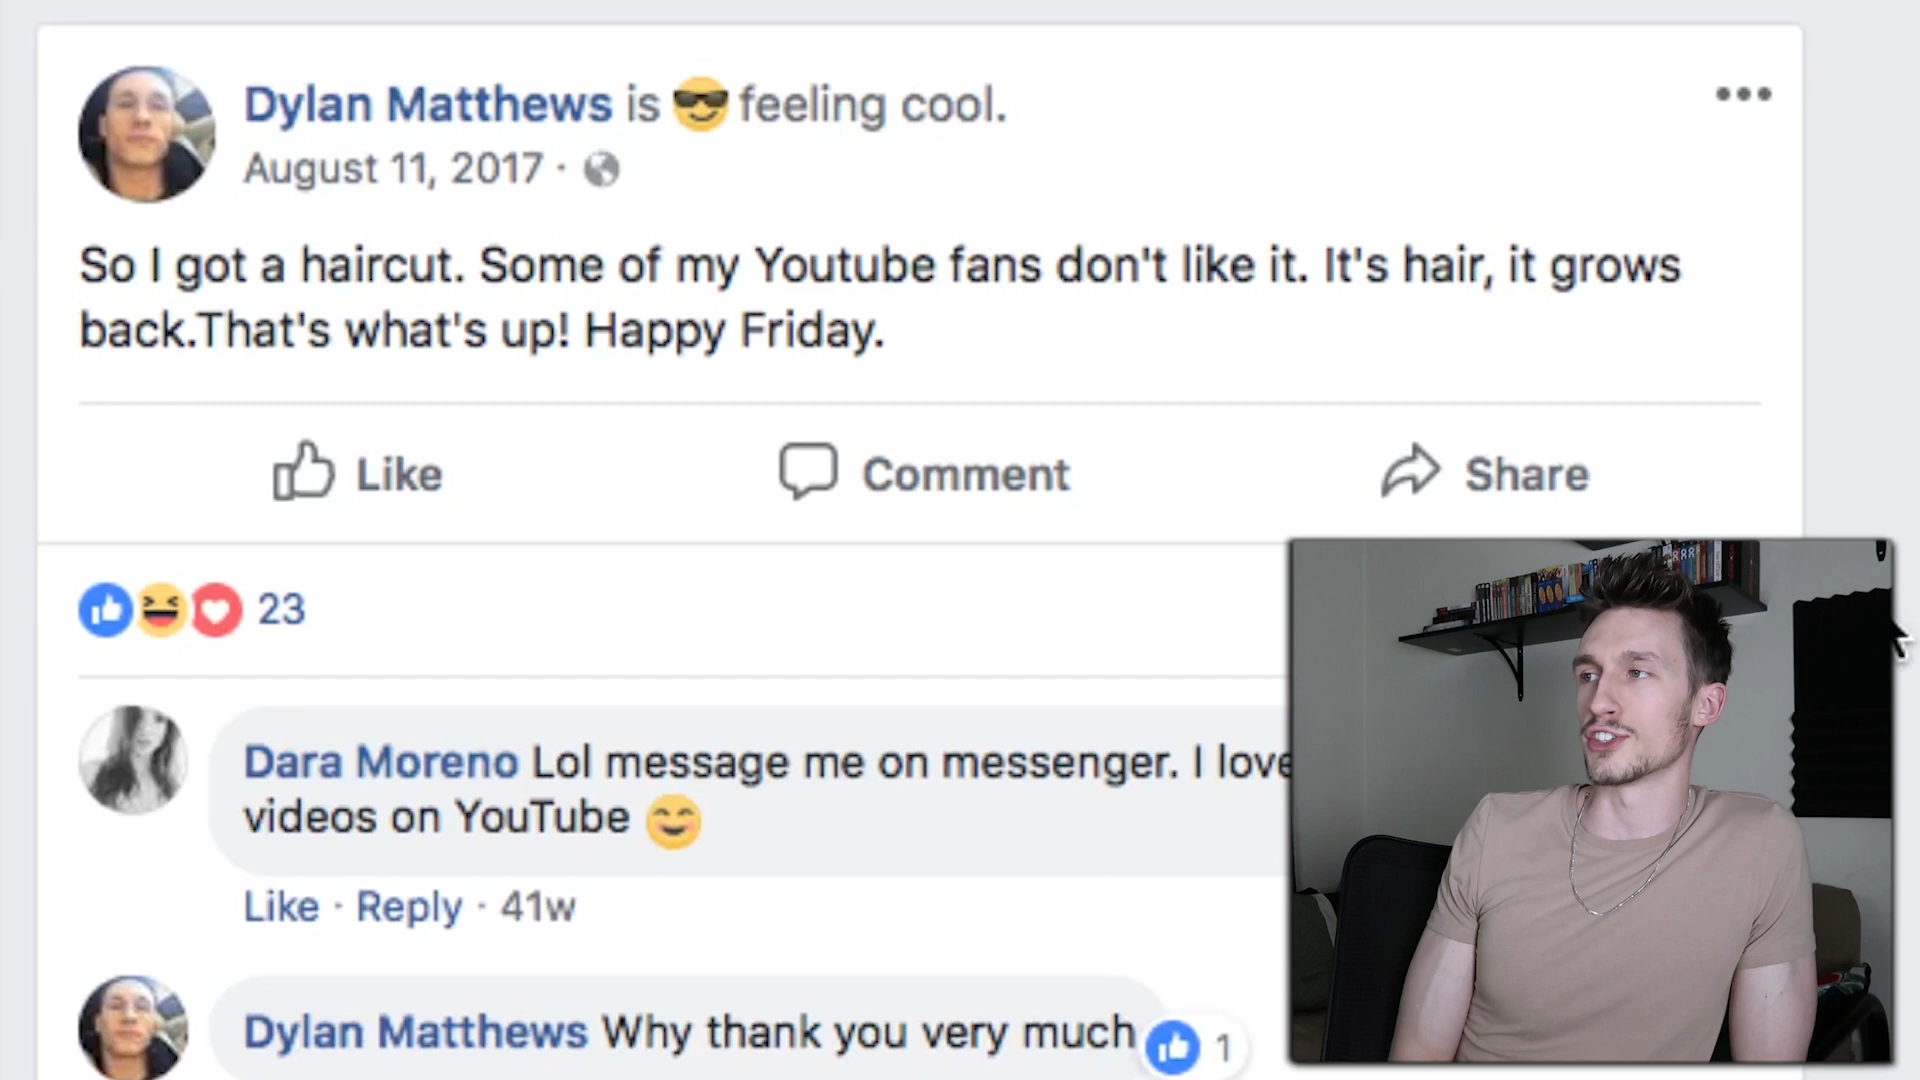 Dylan Matthews is 😎 feeling cool.
August 11, 2017 ·
So I got a haircut. Some of my Youtube fans don't like it. It's hair, it grows
back.That's what's up! Happy Friday.
Like Comment Share
23
Dara Moreno Lol message me on messenger. I love
videos on YouTube 😊
Like · Reply · 41w
Dylan Matthews Why thank you very much
1